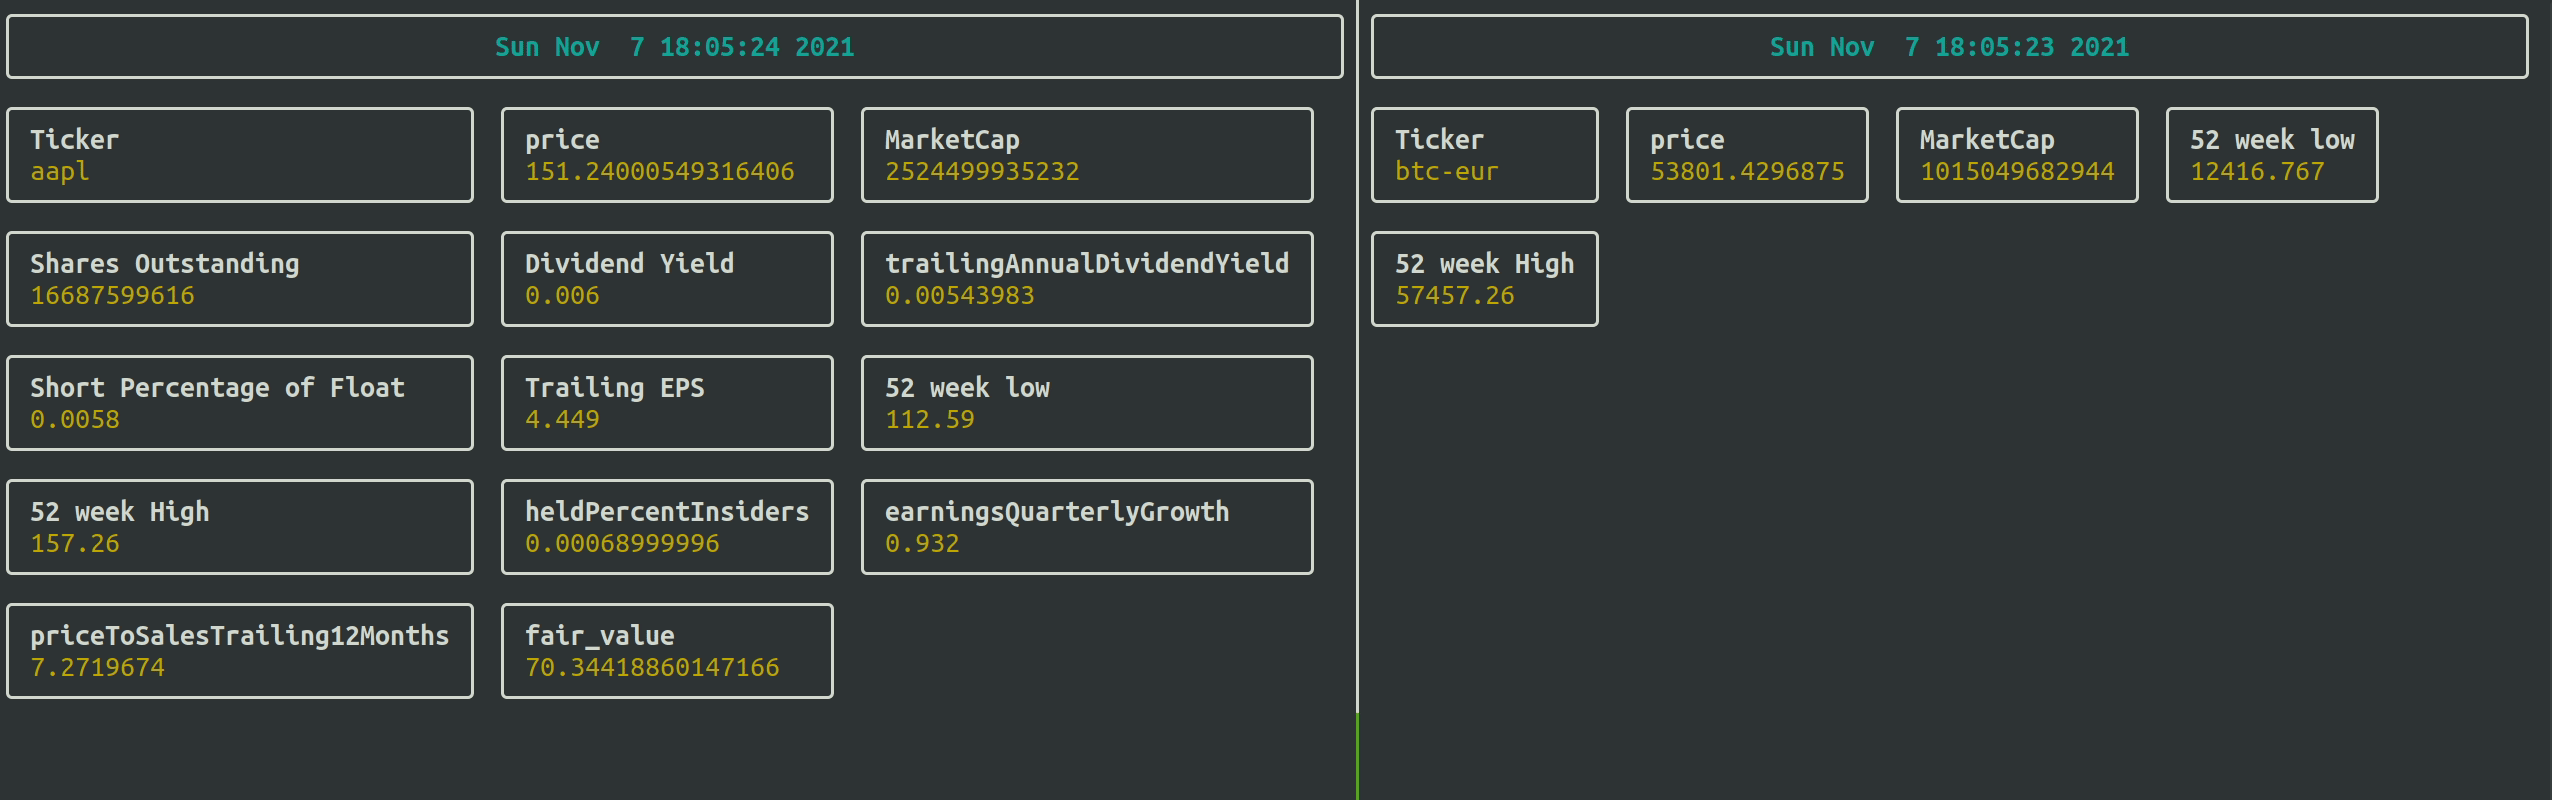 Sun Nov  7 18:05:24 2021
Ticker
aapl
price
151.24000549316406
MarketCap
2524499935232
Shares Outstanding
16687599616
Dividend Yield
0.006
trailingAnnualDividendYield
0.00543983
Short Percentage of Float
0.0058
Trailing EPS
4.449
52 week low
112.59
52 week High
157.26
heldPercentInsiders
0.00068999996
earningsQuarterlyGrowth
0.932
priceToSalesTrailing12Months
7.2719674
fair_value
70.34418860147166
Sun Nov  7 18:05:23 2021
Ticker
btc-eur
price
53801.4296875
MarketCap
1015049682944
52 week low
12416.767
52 week High
57457.26